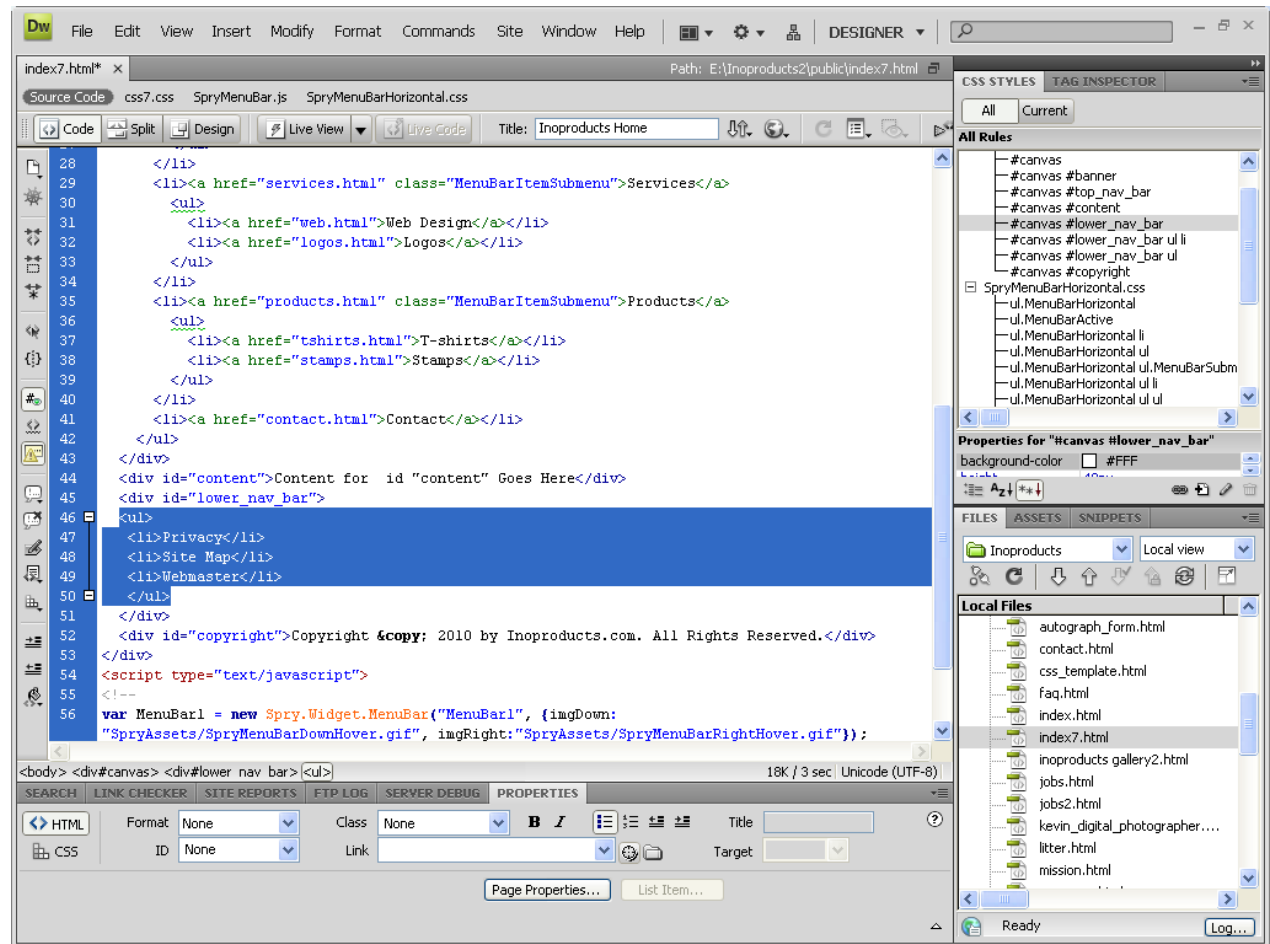 Dw File Edit View Insert Modify Format Commands Site Window Help DESIGNER
index7.html* × Path: E:\Inoproducts2\public\index7.html
Source Code css7.css SpryMenuBar.js SpryMenuBarHorizontal.css
Code Split Design Live View Live Code Title: Inoproducts Home
28 </li>
29 <li><a href="services.html" class="MenuBarItemSubmenu">Services</a>
30 <ul>
31 <li><a href="web.html">Web Design</a></li>
32 <li><a href="logos.html">Logos</a></li>
33 </ul>
34 </li>
35 <li><a href="products.html" class="MenuBarItemSubmenu">Products</a>
36 <ul>
37 <li><a href="tshirts.html">T-shirts</a></li>
38 <li><a href="stamps.html">Stamps</a></li>
39 </ul>
40 </li>
41 <li><a href="contact.html">Contact</a></li>
42 </ul>
43 </div>
44 <div id="content">Content for  id "content" Goes Here</div>
45 <div id="lower_nav_bar">
46 <ul>
47 <li>Privacy</li>
48 <li>Site Map</li>
49 <li>Webmaster</li>
50 </ul>
51 </div>
52 <div id="copyright">Copyright &copy; 2010 by Inoproducts.com. All Rights Reserved.</div>
53 </div>
54 <script type="text/javascript">
55 <!--
56 var MenuBar1 = new Spry.Widget.MenuBar("MenuBar1", {imgDown:
"SpryAssets/SpryMenuBarDownHover.gif", imgRight:"SpryAssets/SpryMenuBarRightHover.gif"});
<body> <div#canvas> <div#lower_nav_bar> <ul> 18K / 3 sec Unicode (UTF-8)
SEARCH LINK CHECKER SITE REPORTS FTP LOG SERVER DEBUG PROPERTIES
HTML Format None Class None B I Title
CSS ID None Link Target
Page Properties... List Item...
CSS STYLES TAG INSPECTOR
All Current
All Rules
#canvas
#canvas #banner
#canvas #top_nav_bar
#canvas #content
#canvas #lower_nav_bar
#canvas #lower_nav_bar ul li
#canvas #lower_nav_bar ul
#canvas #copyright
SpryMenuBarHorizontal.css
ul.MenuBarHorizontal
ul.MenuBarActive
ul.MenuBarHorizontal li
ul.MenuBarHorizontal ul
ul.MenuBarHorizontal ul.MenuBarSubm
ul.MenuBarHorizontal ul li
ul.MenuBarHorizontal ul ul
Properties for "#canvas #lower_nav_bar"
background-color #FFF
FILES ASSETS SNIPPETS
Inoproducts Local view
Local Files
autograph_form.html
contact.html
css_template.html
faq.html
index.html
index7.html
inoproducts gallery2.html
jobs.html
jobs2.html
kevin_digital_photographer....
litter.html
mission.html
Ready Log...